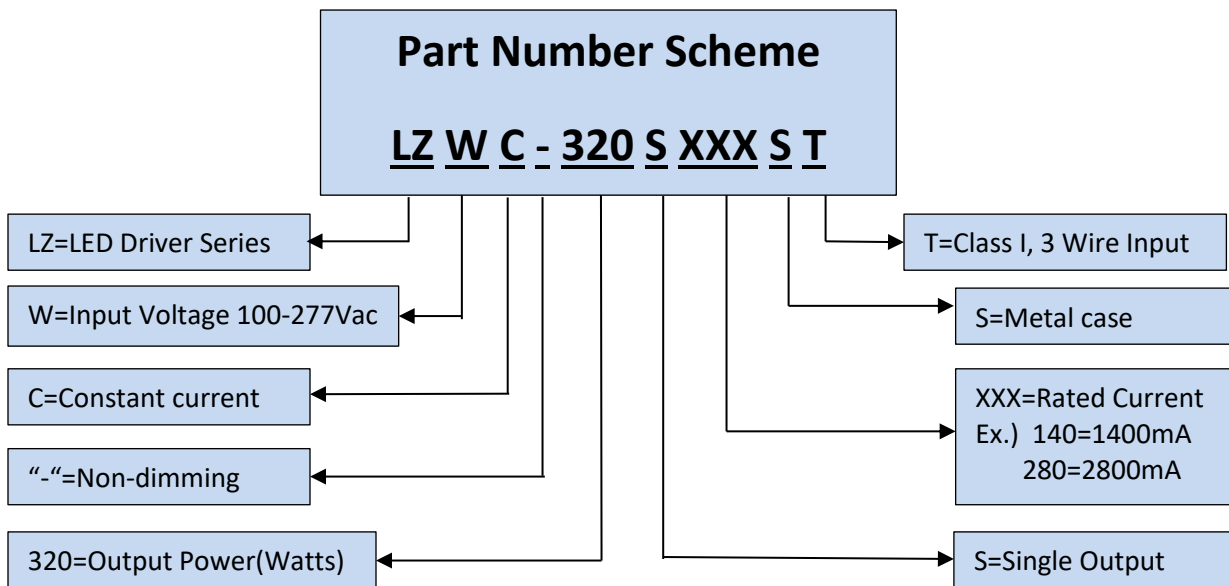 Part Number Scheme
LZ W C - 320 S XXX S T
LZ=LED Driver Series
W=Input Voltage 100-277Vac
C=Constant current
“-“=Non-dimming
320=Output Power(Watts)
T=Class I, 3 Wire Input
S=Metal case
XXX=Rated Current
Ex.) 140=1400mA
280=2800mA
S=Single Output